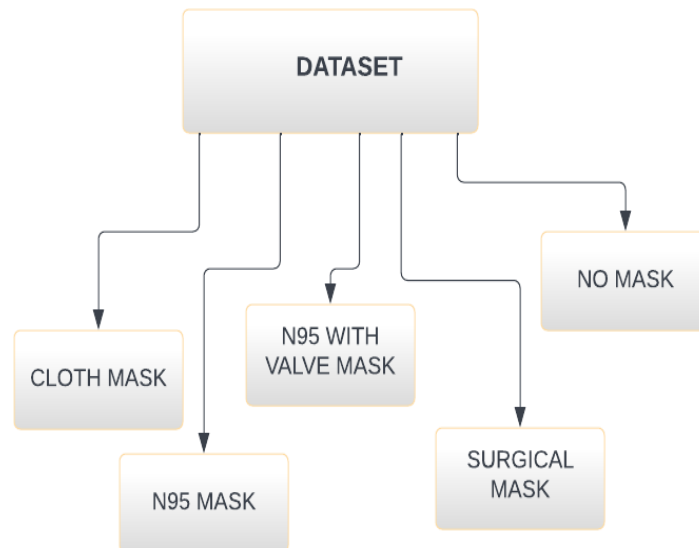 DATASET
NO MASK
N95 WITH
VALVE MASK
CLOTH MASK
SURGICAL
MASK
N95 MASK